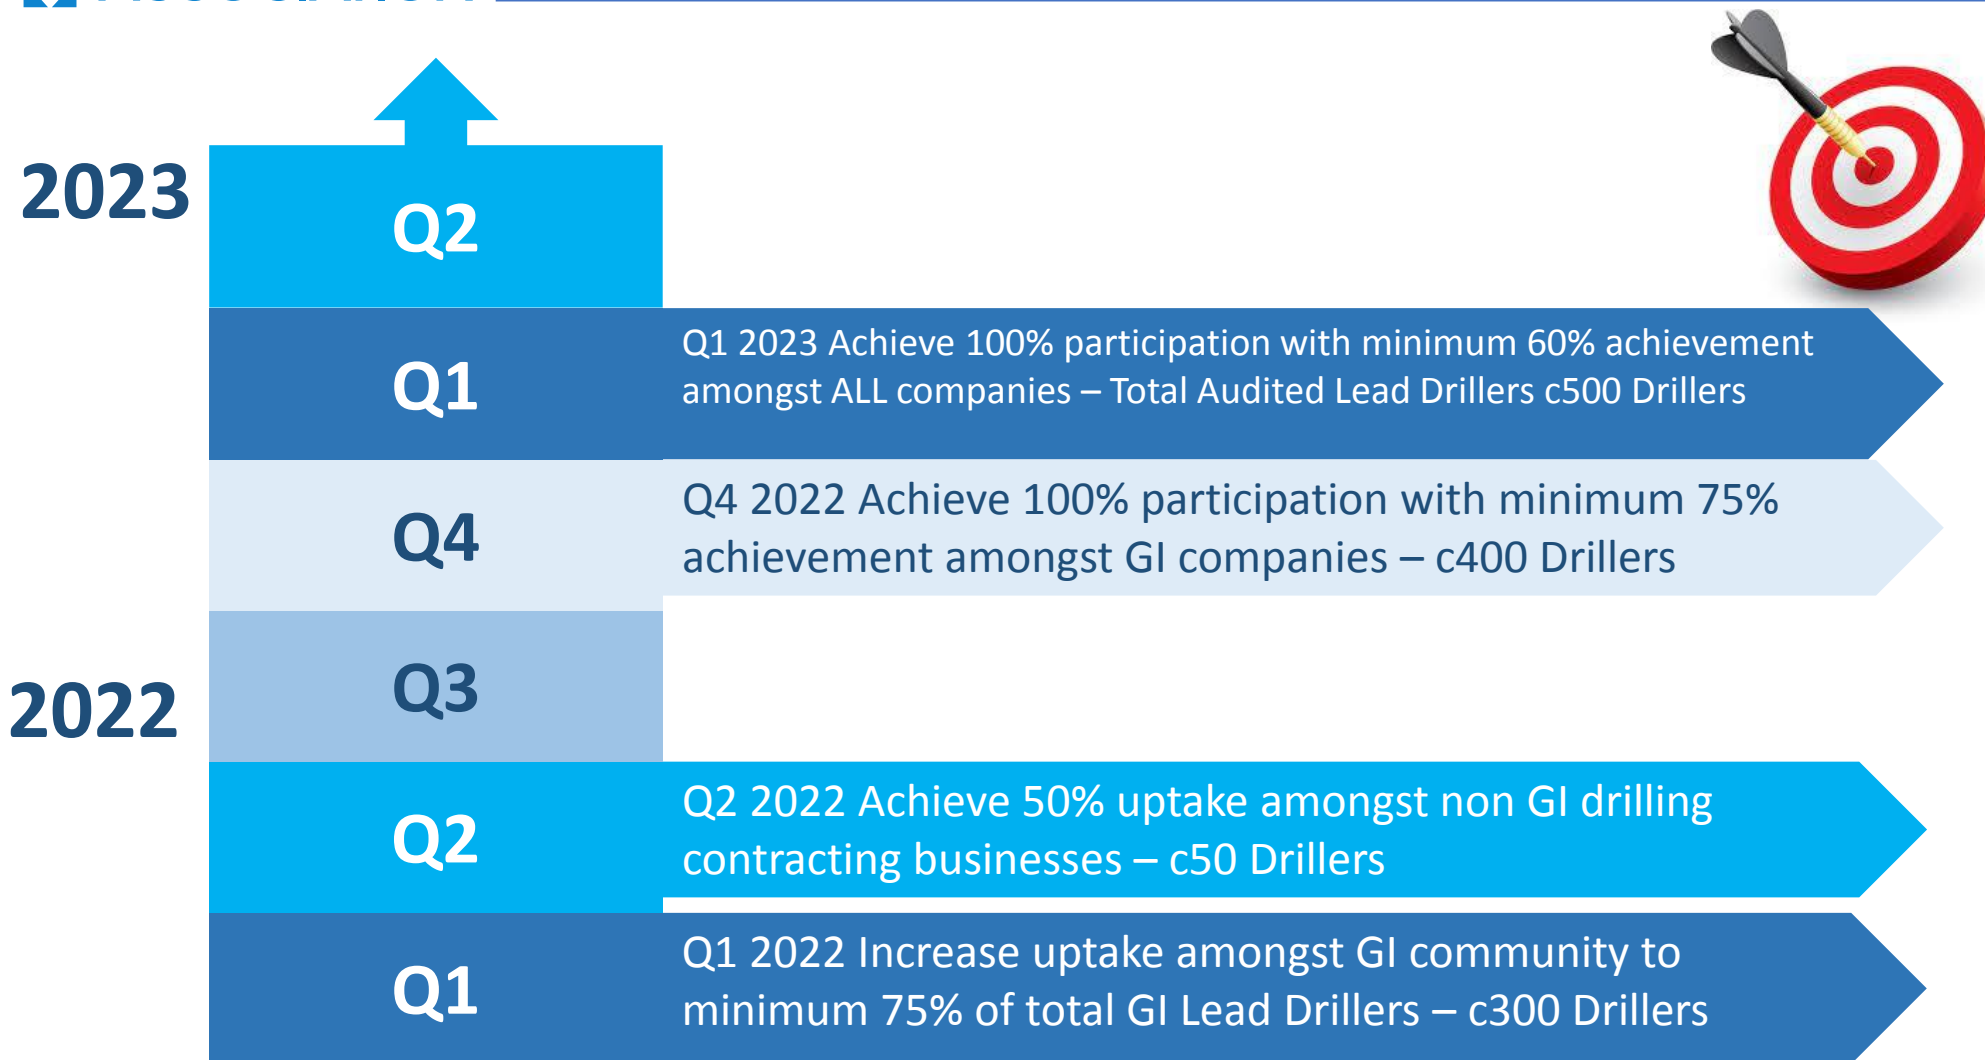 2023
Q2
Q1
Q1 2023 Achieve 100% participation with minimum 60% achievement
amongst ALL companies – Total Audited Lead Drillers c500 Drillers
Q4
Q4 2022 Achieve 100% participation with minimum 75%
achievement amongst GI companies – c400 Drillers
2022
Q3
Q2
Q2 2022 Achieve 50% uptake amongst non GI drilling
contracting businesses – c50 Drillers
Q1
Q1 2022 Increase uptake amongst GI community to
minimum 75% of total GI Lead Drillers – c300 Drillers